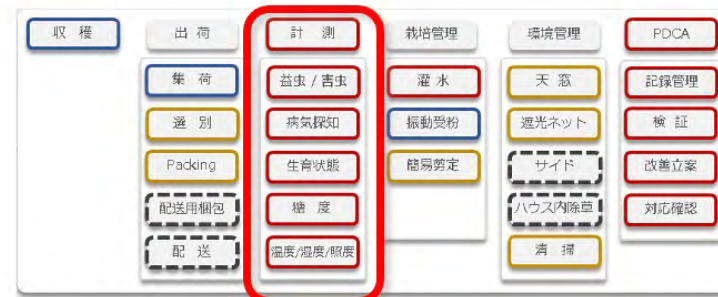 収 穫
出 荷
計 測
栽培管理
環境管理
PDCA
集 荷
選 別
Packing
配送用梱包
配 送
益虫 / 害虫
病気探知
生育状態
糖 度
温度/湿度/照度
灌 水
振動受粉
簡易剪定
天 窓
遮光ネット
サイド
ハウス内除草
清 掃
記録管理
検 証
改善立案
対応確認